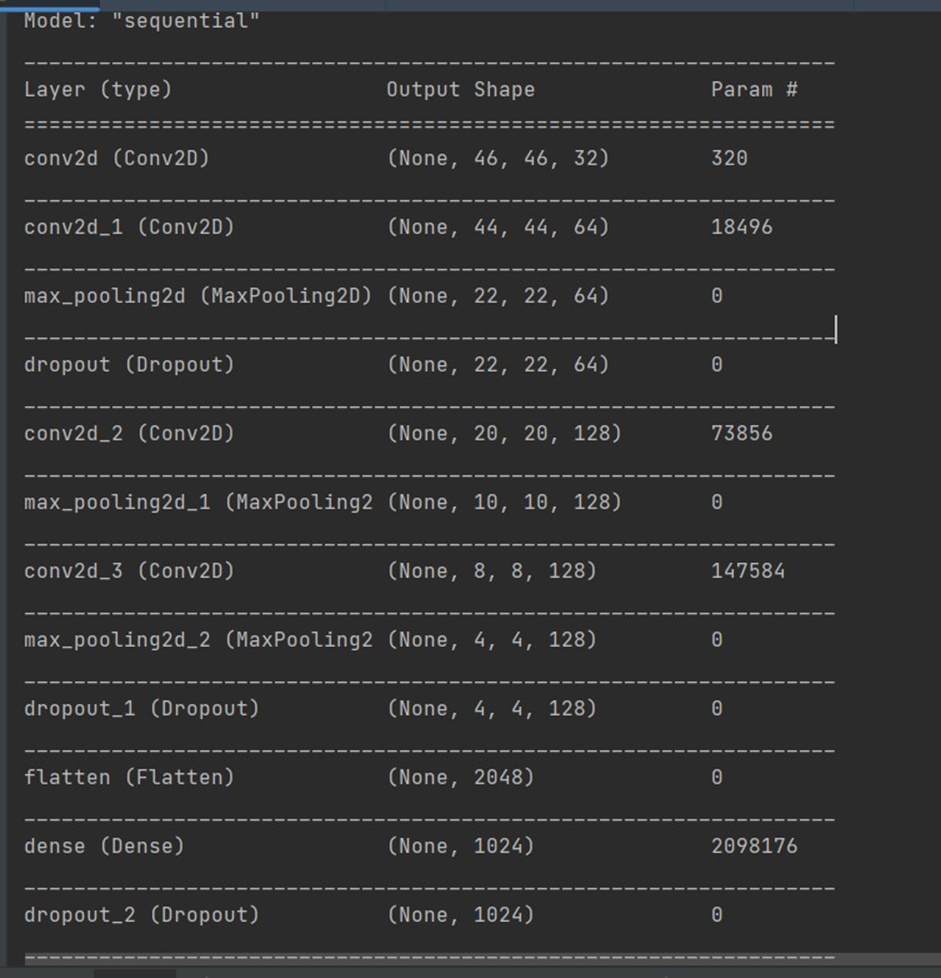 Model: "sequential"
_________________________________________________________________
Layer (type)                 Output Shape              Param #
=================================================================
conv2d (Conv2D)              (None, 46, 46, 32)        320
_________________________________________________________________
conv2d_1 (Conv2D)            (None, 44, 44, 64)        18496
_________________________________________________________________
max_pooling2d (MaxPooling2D) (None, 22, 22, 64)        0
_________________________________________________________________
dropout (Dropout)            (None, 22, 22, 64)        0
_________________________________________________________________
conv2d_2 (Conv2D)            (None, 20, 20, 128)       73856
_________________________________________________________________
max_pooling2d_1 (MaxPooling2 (None, 10, 10, 128)       0
_________________________________________________________________
conv2d_3 (Conv2D)            (None, 8, 8, 128)         147584
_________________________________________________________________
max_pooling2d_2 (MaxPooling2 (None, 4, 4, 128)         0
_________________________________________________________________
dropout_1 (Dropout)          (None, 4, 4, 128)         0
_________________________________________________________________
flatten (Flatten)            (None, 2048)              0
_________________________________________________________________
dense (Dense)                (None, 1024)              2098176
_________________________________________________________________
dropout_2 (Dropout)          (None, 1024)              0
_________________________________________________________________